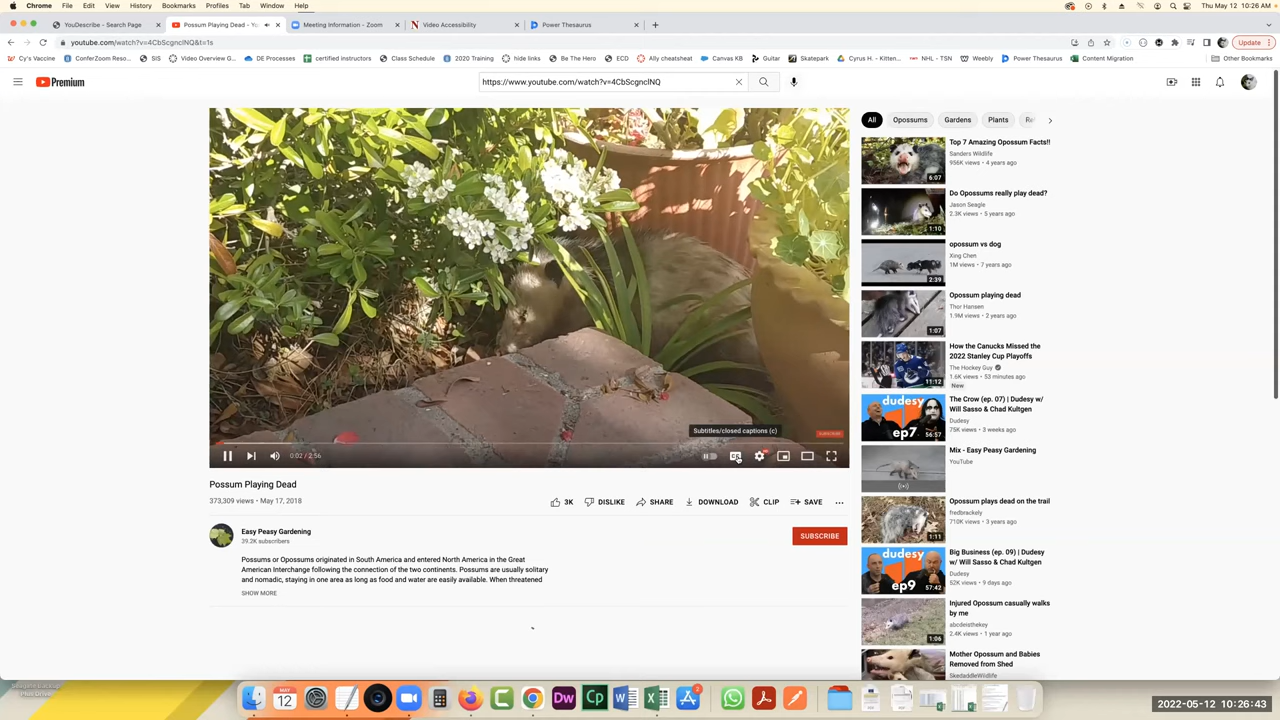 Chrome File Edit View History Bookmarks Profiles Tab Window Help Thu May 12 10:26 AM
YouDescribe - Search Page Possum Playing Dead - Yo Meeting Information - Zoom Video Accessibility Power Thesaurus
youtube.com/watch?v=4CbScgnclNQ&t=1s Update
Cy's Vaccine ConferZoom Reso... SIS Video Overview G... DE Processes certified instructors Class Schedule 2020 Training hide links Be The Hero ECD Ally cheatsheet Canvas KB Guitar Skatepark Cyrus H. - Kitten... NHL - TSN Weebly Power Thesaurus Content Migration Other Bookmarks
Premium https://www.youtube.com/watch?v=4CbScgnclNQ
All Opossums Gardens Plants Re
Top 7 Amazing Opossum Facts!!
Sanders Wildlife
956K views • 4 years ago
6:07
Do Opossums really play dead?
Jason Seagle
2.3K views • 5 years ago
1:10
opossum vs dog
Xing Chen
1M views • 7 years ago
2:39
Opossum playing dead
Thor Hansen
1.9M views • 2 years ago
1:07
How the Canucks Missed the
2022 Stanley Cup Playoffs
The Hockey Guy
1.6K views • 53 minutes ago
New
11:12
The Crow (ep. 07) | Dudesy w/
Will Sasso & Chad Kultgen
Dudesy
75K views • 3 weeks ago
dudesy
ep7
56:57
Mix - Easy Peasy Gardening
YouTube
Opossum plays dead on the trail
fredbrackely
710K views • 3 years ago
1:11
Big Business (ep. 09) | Dudesy
w/ Will Sasso & Chad Kultgen
Dudesy
52K views • 9 days ago
dudesy
ep9
57:42
Injured Opossum casually walks
by me
abcdeisthekey
2.4K views • 1 year ago
1:06
Mother Opossum and Babies
Removed from Shed
SkedaddleWildlife
Subtitles/closed captions (c)
SUBSCRIBE
0:02 / 2:56
Possum Playing Dead
373,309 views • May 17, 2018
3K DISLIKE SHARE DOWNLOAD CLIP SAVE
Easy Peasy Gardening
39.2K subscribers
SUBSCRIBE
Possums or Opossums originated in South America and entered North America in the Great
American Interchange following the connection of the two continents. Possums are usually solitary
and nomadic, staying in one area as long as food and water are easily available. When threatened
SHOW MORE
MAY
12
Dw
Cp
2022-05-12 10:26:43